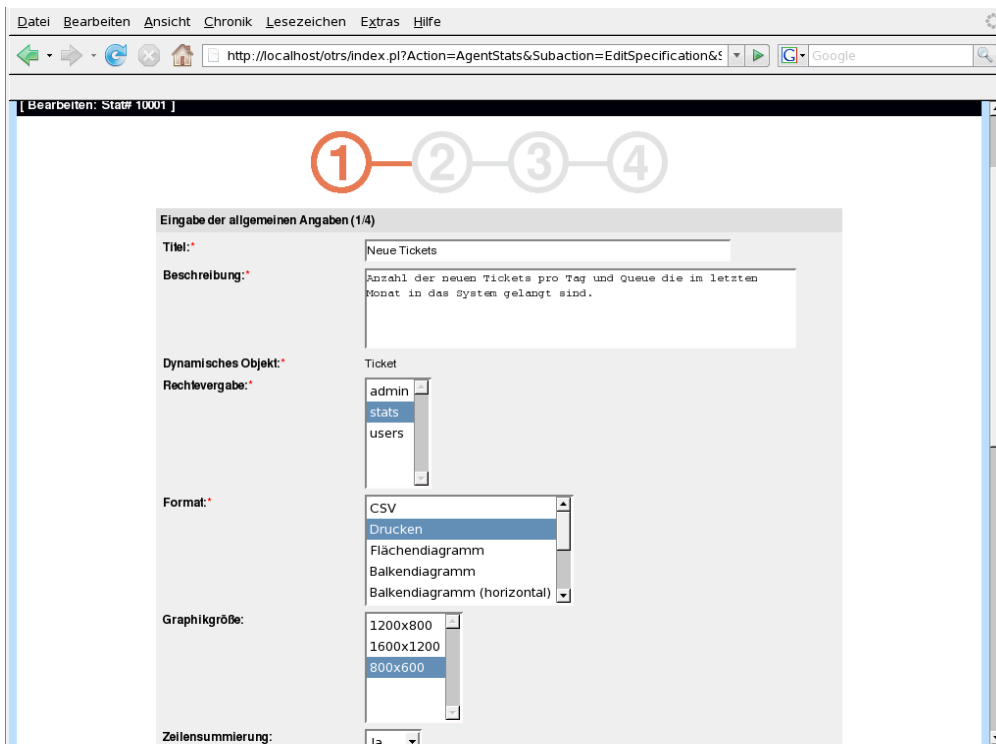 Datei Bearbeiten Ansicht Chronik Lesezeichen Extras Hilfe
http://localhost/otrs/index.pl?Action=AgentStats&Subaction=EditSpecification&S
G Google
[ Bearbeiten: Stat# 10001 ]
1 2 3 4
Eingabe der allgemeinen Angaben (1/4)
Titel:* Neue Tickets
Beschreibung:* Anzahl der neuen Tickets pro Tag und Queue die im letzten
Monat in das System gelangt sind.
Dynamisches Objekt:* Ticket
Rechtevergabe:* admin
stats
users
Format:* CSV
Drucken
Flächendiagramm
Balkendiagramm
Balkendiagramm (horizontal)
Graphikgröße: 1200x800
1600x1200
800x600
Zeilensummierung: Ja